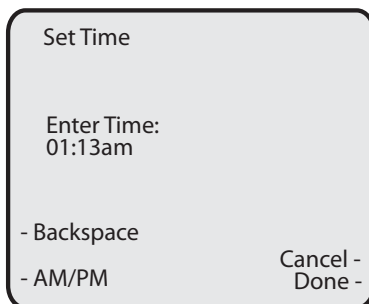 Set Time
Enter Time:
01:13am
- Backspace
Cancel -
- AM/PM
Done -